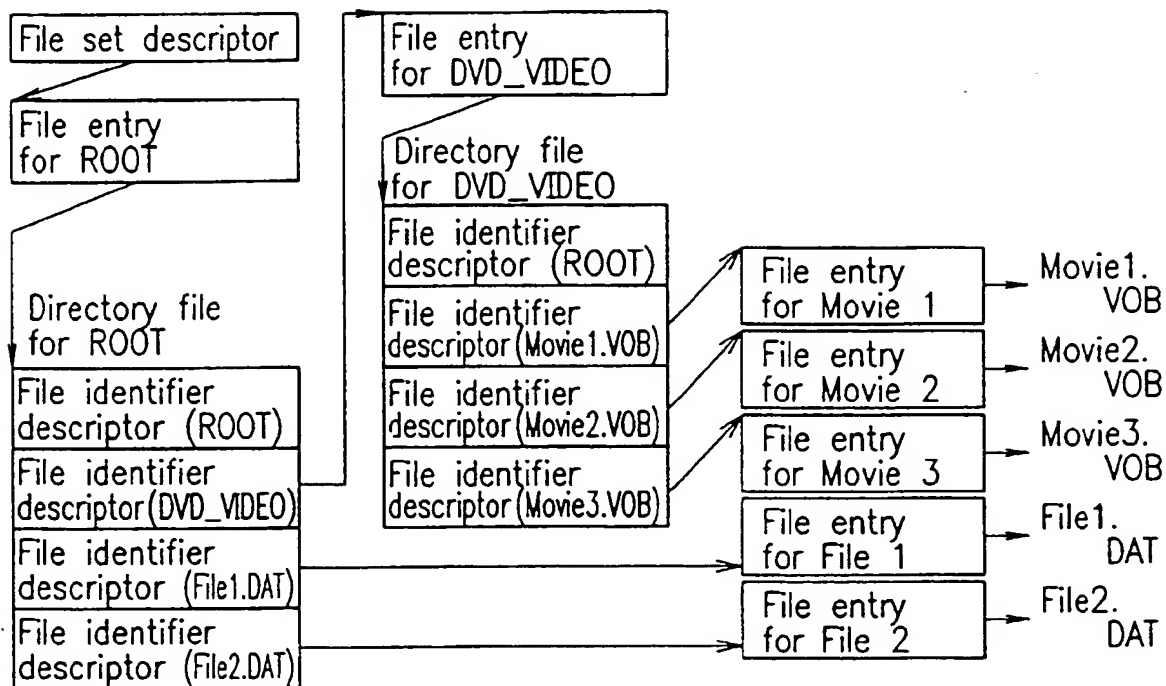 File set descriptor
File entry
for ROOT
Directory file
for ROOT
File identifier
descriptor (ROOT)
File identifier
descriptor(DVD_VIDEO)
File identifier
descriptor (File1.DAT)
File identifier
descriptor (File2.DAT)
File entry
for DVD_VIDEO
Directory file
for DVD_VIDEO
File identifier
descriptor (ROOT)
File identifier
descriptor(Movie1.VOB)
File identifier
descriptor(Movie2.VOB)
File identifier
descriptor(Movie3.VOB)
File entry
for Movie 1
File entry
for Movie 2
File entry
for Movie 3
File entry
for File 1
File entry
for File 2
Movie1.
VOB
Movie2.
VOB
Movie3.
VOB
File1.
DAT
File2.
DAT